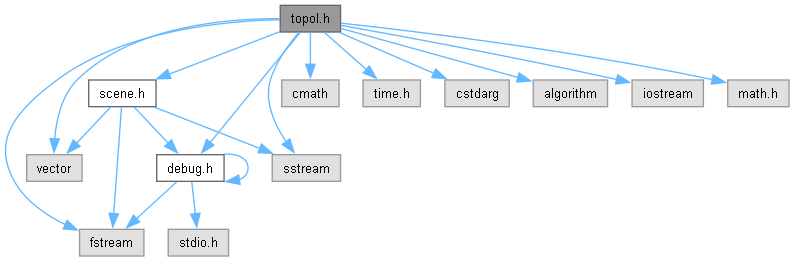 topol.h
scene.h
cmath
time.h
cstdarg
algorithm
iostream
math.h
vector
debug.h
sstream
fstream
stdio.h